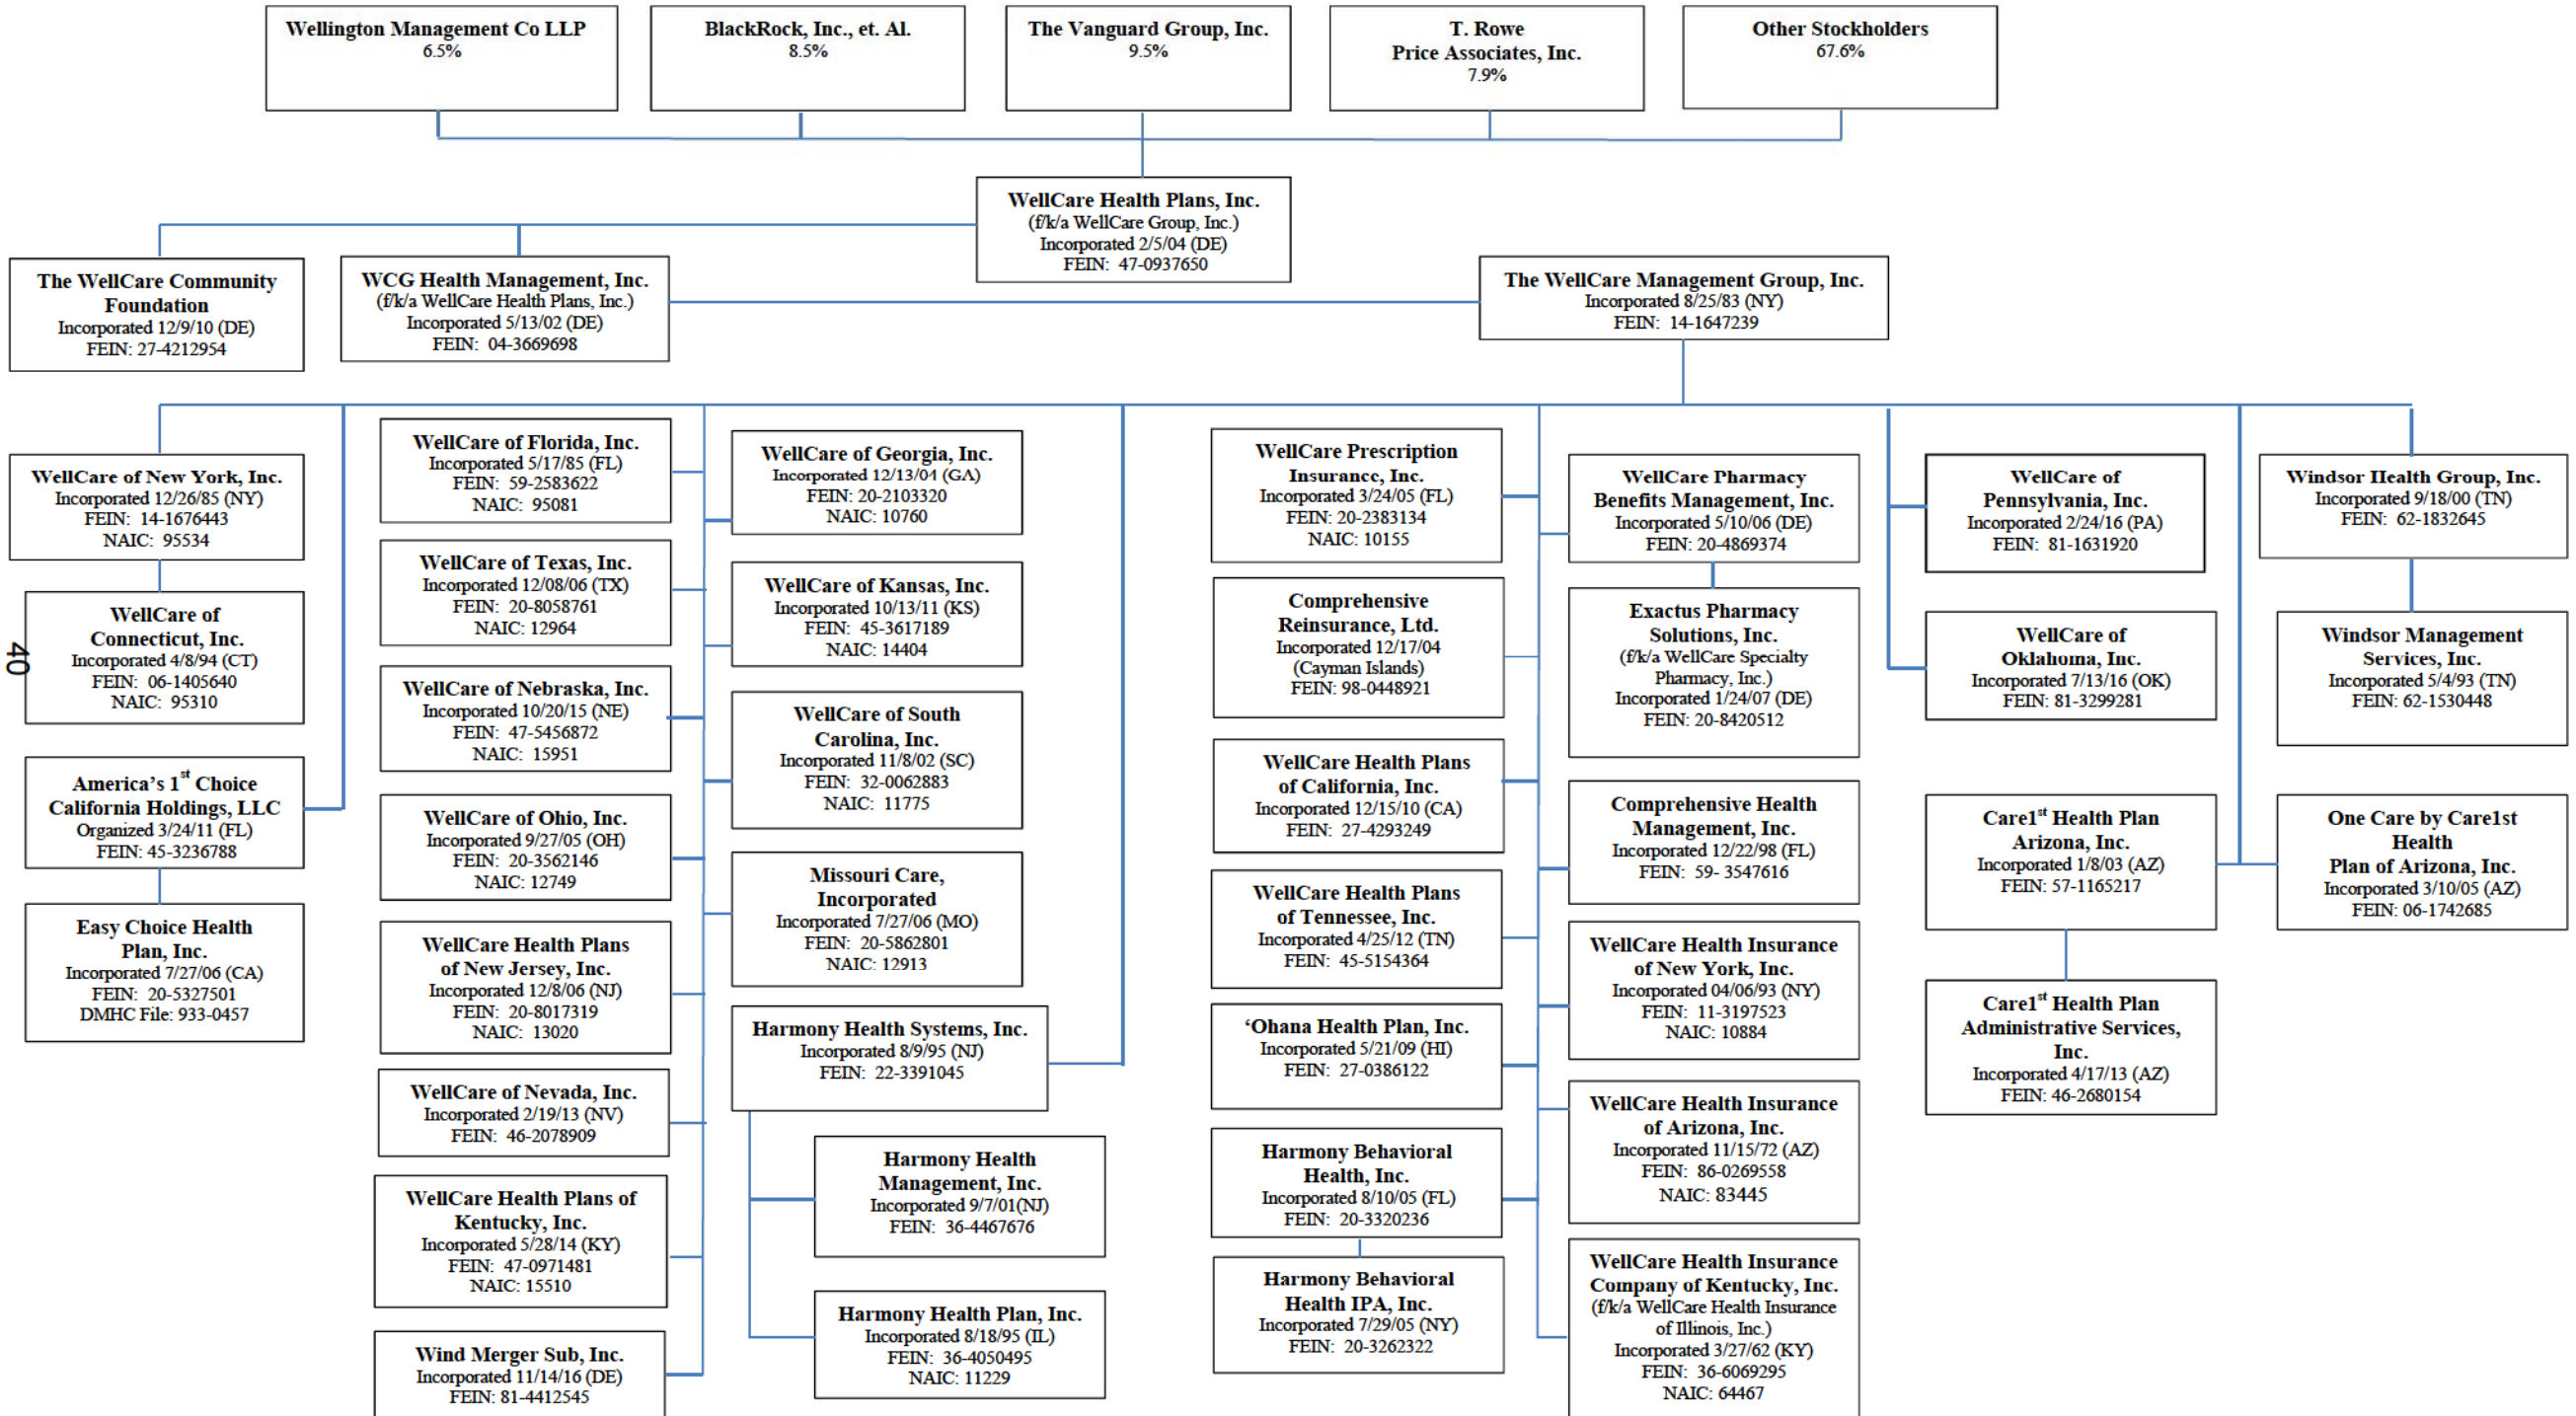 Wellington Management Co LLP
6.5%
BlackRock, Inc., et. Al.
8.5%
The Vanguard Group, Inc.
9.5%
T. Rowe
Price Associates, Inc.
7.9%
Other Stockholders
67.6%
WellCare Health Plans, Inc.
(f/k/a WellCare Group, Inc.)
Incorporated 2/5/04 (DE)
FEIN: 47-0937650
The WellCare Community
Foundation
Incorporated 12/9/10 (DE)
FEIN: 27-4212954
WCG Health Management, Inc.
(f/k/a WellCare Health Plans, Inc.)
Incorporated 5/13/02 (DE)
FEIN: 04-3669698
The WellCare Management Group, Inc.
Incorporated 8/25/83 (NY)
FEIN: 14-1647239
WellCare of New York, Inc.
Incorporated 12/26/85 (NY)
FEIN: 14-1676443
NAIC: 95534
WellCare of
Connecticut, Inc.
Incorporated 4/8/94 (CT)
FEIN: 06-1405640
NAIC: 95310
40
America's 1st Choice
California Holdings, LLC
Organized 3/24/11 (FL)
FEIN: 45-3236788
Easy Choice Health
Plan, Inc.
Incorporated 7/27/06 (CA)
FEIN: 20-5327501
DMHC File: 933-0457
WellCare of Florida, Inc.
Incorporated 5/17/85 (FL)
FEIN: 59-2583622
NAIC: 95081
WellCare of Texas, Inc.
Incorporated 12/08/06 (TX)
FEIN: 20-8058761
NAIC: 12964
WellCare of Nebraska, Inc.
Incorporated 10/20/15 (NE)
FEIN: 47-5456872
NAIC: 15951
WellCare of Ohio, Inc.
Incorporated 9/27/05 (OH)
FEIN: 20-3562146
NAIC: 12749
WellCare Health Plans
of New Jersey, Inc.
Incorporated 12/8/06 (NJ)
FEIN: 20-8017319
NAIC: 13020
WellCare of Nevada, Inc.
Incorporated 2/19/13 (NV)
FEIN: 46-2078909
WellCare Health Plans of
Kentucky, Inc.
Incorporated 5/28/14 (KY)
FEIN: 47-0971481
NAIC: 15510
Wind Merger Sub, Inc.
Incorporated 11/14/16 (DE)
FEIN: 81-4412545
WellCare of Georgia, Inc.
Incorporated 12/13/04 (GA)
FEIN: 20-2103320
NAIC: 10760
WellCare of Kansas, Inc.
Incorporated 10/13/11 (KS)
FEIN: 45-3617189
NAIC: 14404
WellCare of South
Carolina, Inc.
Incorporated 11/8/02 (SC)
FEIN: 32-0062883
NAIC: 11775
Missouri Care,
Incorporated
Incorporated 7/27/06 (MO)
FEIN: 20-5862801
NAIC: 12913
Harmony Health Systems, Inc.
Incorporated 8/9/95 (NJ)
FEIN: 22-3391045
Harmony Health
Management, Inc.
Incorporated 9/7/01(NJ)
FEIN: 36-4467676
Harmony Health Plan, Inc.
Incorporated 8/18/95 (IL)
FEIN: 36-4050495
NAIC: 11229
WellCare Prescription
Insurance, Inc.
Incorporated 3/24/05 (FL)
FEIN: 20-2383134
NAIC: 10155
Comprehensive
Reinsurance, Ltd.
Incorporated 12/17/04
(Cayman Islands)
FEIN: 98-0448921
WellCare Health Plans
of California, Inc.
Incorporated 12/15/10 (CA)
FEIN: 27-4293249
WellCare Health Plans
of Tennessee, Inc.
Incorporated 4/25/12 (TN)
FEIN: 45-5154364
‘Ohana Health Plan, Inc.
Incorporated 5/21/09 (HI)
FEIN: 27-0386122
Harmony Behavioral
Health, Inc.
Incorporated 8/10/05 (FL)
FEIN: 20-3320236
Harmony Behavioral
Health IPA, Inc.
Incorporated 7/29/05 (NY)
FEIN: 20-3262322
WellCare Pharmacy
Benefits Management, Inc.
Incorporated 5/10/06 (DE)
FEIN: 20-4869374
Exactus Pharmacy
Solutions, Inc.
(f/k/a WellCare Specialty
Pharmacy, Inc.)
Incorporated 1/24/07 (DE)
FEIN: 20-8420512
Comprehensive Health
Management, Inc.
Incorporated 12/22/98 (FL)
FEIN: 59- 3547616
WellCare Health Insurance
of New York, Inc.
Incorporated 04/06/93 (NY)
FEIN: 11-3197523
NAIC: 10884
WellCare Health Insurance
of Arizona, Inc.
Incorporated 11/15/72 (AZ)
FEIN: 86-0269558
NAIC: 83445
WellCare Health Insurance
Company of Kentucky, Inc.
(f/k/a WellCare Health Insurance
of Illinois, Inc.)
Incorporated 3/27/62 (KY)
FEIN: 36-6069295
NAIC: 64467
WellCare of
Pennsylvania, Inc.
Incorporated 2/24/16 (PA)
FEIN: 81-1631920
WellCare of
Oklahoma, Inc.
Incorporated 7/13/16 (OK)
FEIN: 81-3299281
Care1st Health Plan
Arizona, Inc.
Incorporated 1/8/03 (AZ)
FEIN: 57-1165217
Care1st Health Plan
Administrative Services,
Inc.
Incorporated 4/17/13 (AZ)
FEIN: 46-2680154
Windsor Health Group, Inc.
Incorporated 9/18/00 (TN)
FEIN: 62-1832645
Windsor Management
Services, Inc.
Incorporated 5/4/93 (TN)
FEIN: 62-1530448
One Care by Care1st
Health
Plan of Arizona, Inc.
Incorporated 3/10/05 (AZ)
FEIN: 06-1742685